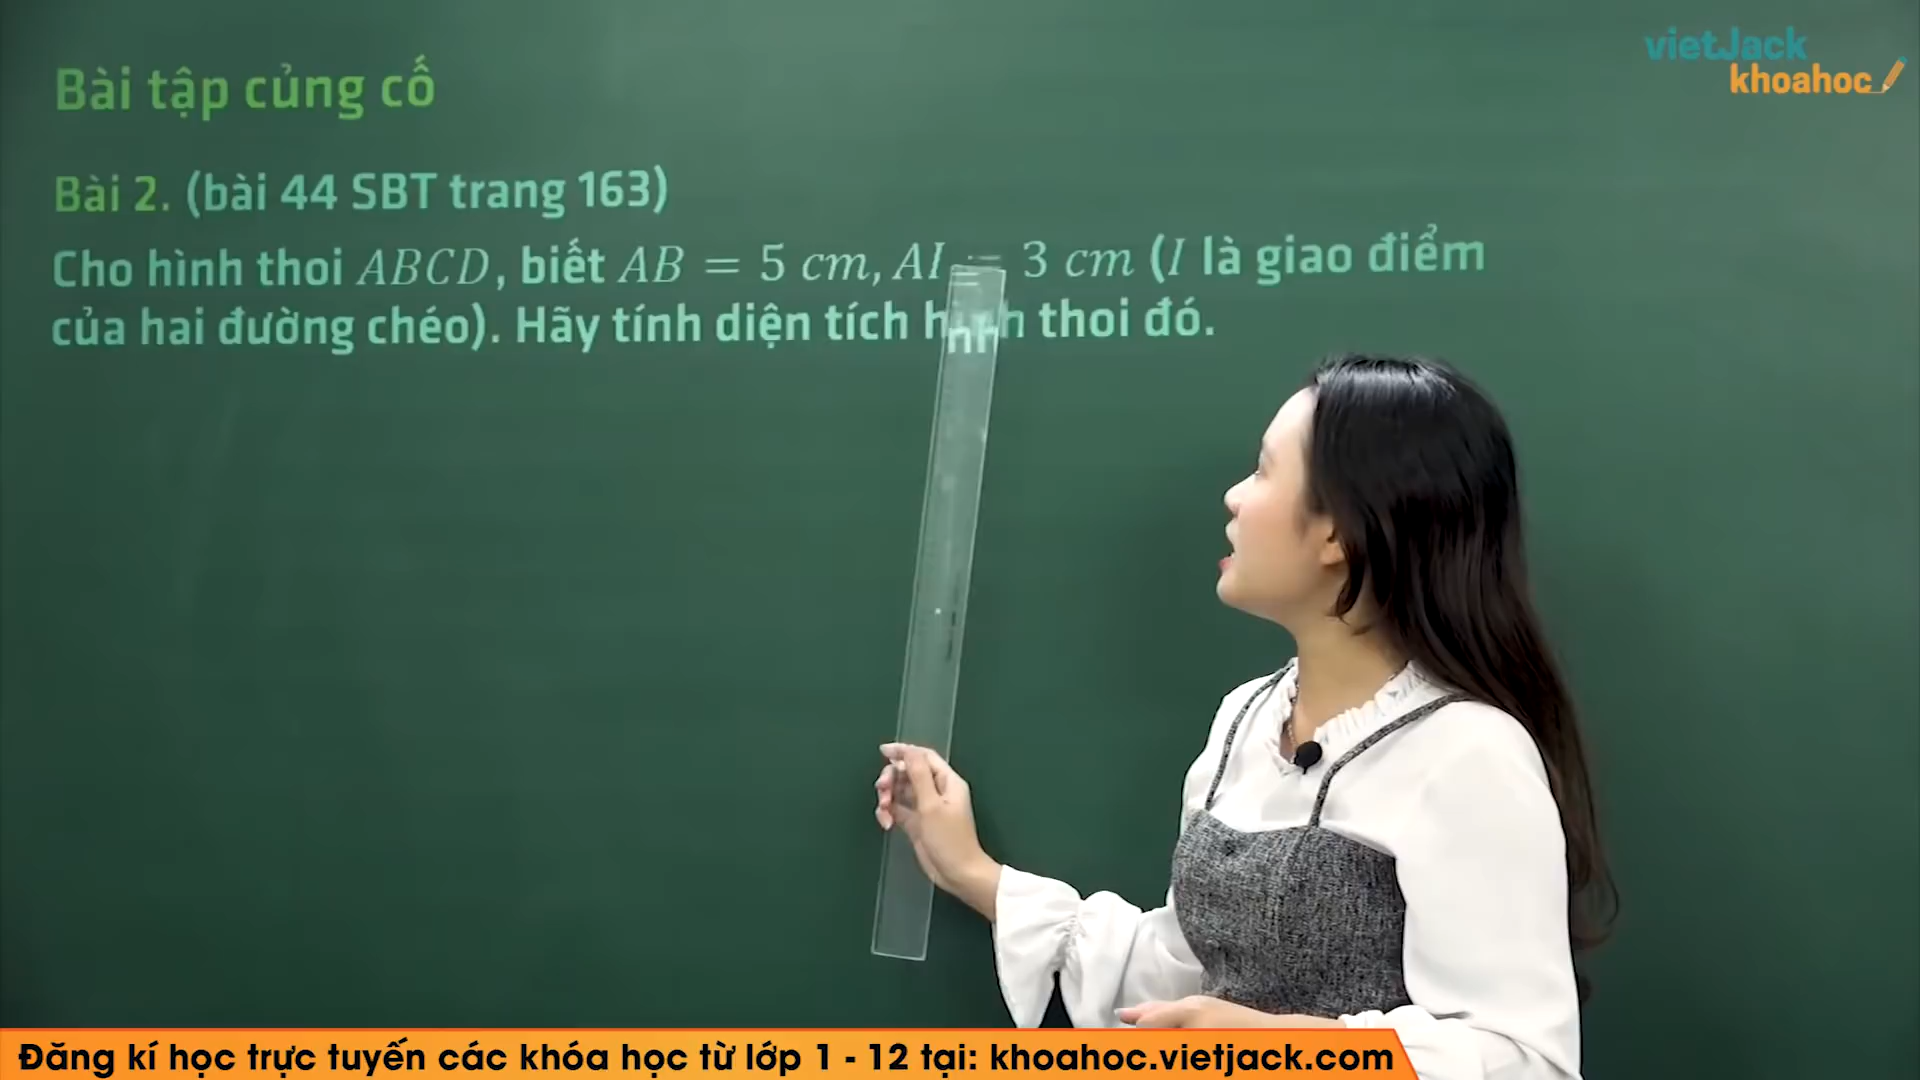 vietJack
khoahoc
Bài tập củng cố
Bài 2. (bài 44 SBT trang 163)
Cho hình thoi ABCD, biết AB = 5 cm, AI = 3 cm (I là giao điểm
của hai đường chéo). Hãy tính diện tích hình thoi đó.
Đăng kí học trực tuyến các khóa học từ lớp 1 - 12 tại: khoahoc.vietjack.com